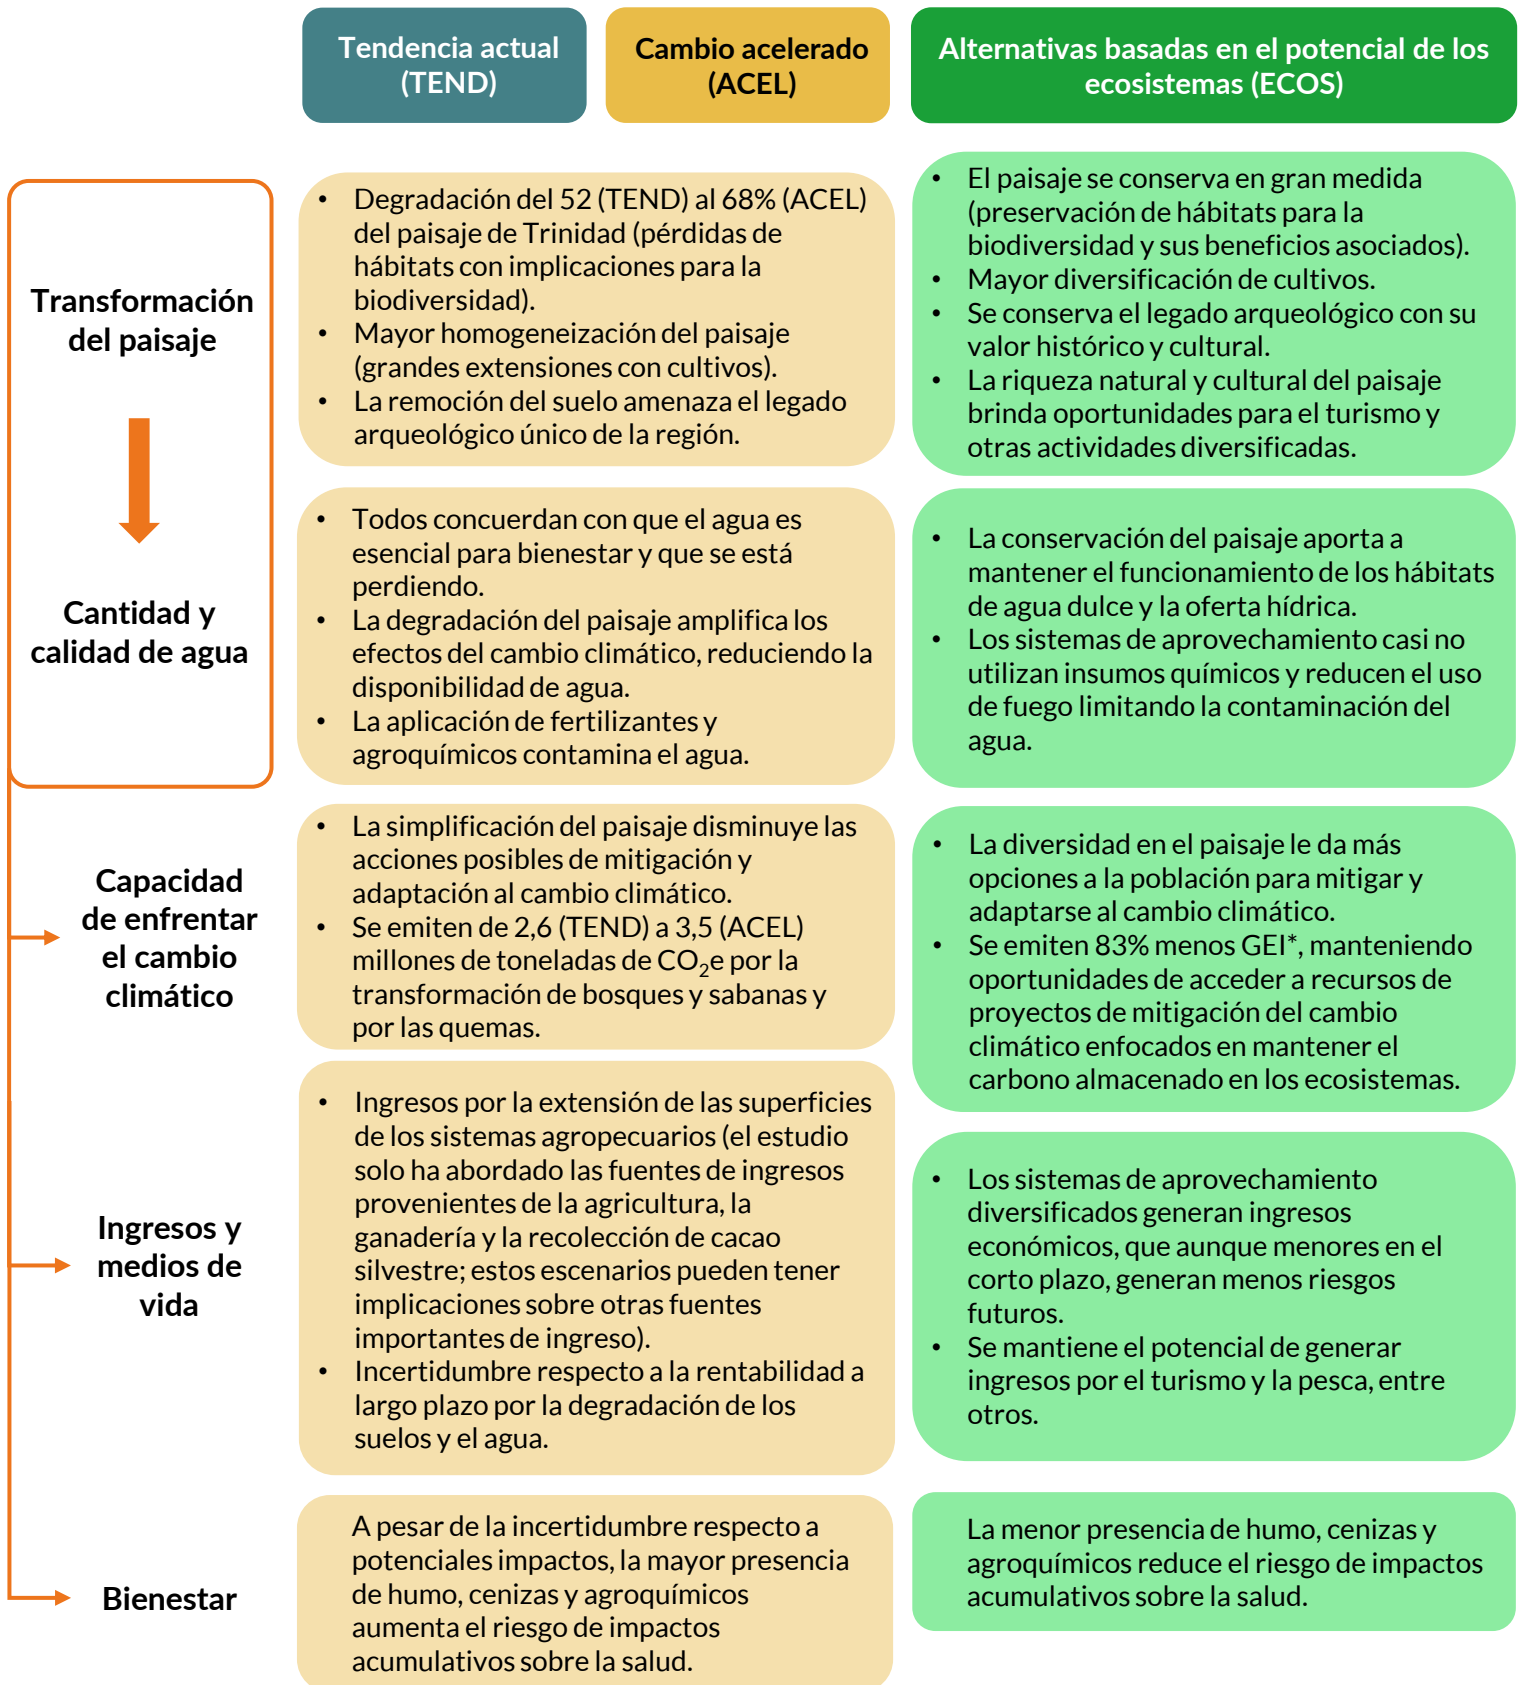 Tendencia actual
(TEND)
Cambio acelerado
(ACEL)
Alternativas basadas en el potencial de los
ecosistemas (ECOS)
Transformación
del paisaje
• Degradación del 52 (TEND) al 68% (ACEL)
del paisaje de Trinidad (pérdidas de
hábitats con implicaciones para la
biodiversidad).
• Mayor homogeneización del paisaje
(grandes extensiones con cultivos).
• La remoción del suelo amenaza el legado
arqueológico único de la región.
• El paisaje se conserva en gran medida
(preservación de hábitats para la
biodiversidad y sus beneficios asociados).
• Mayor diversificación de cultivos.
• Se conserva el legado arqueológico con su
valor histórico y cultural.
• La riqueza natural y cultural del paisaje
brinda oportunidades para el turismo y
otras actividades diversificadas.
Cantidad y
calidad de agua
• Todos concuerdan con que el agua es
esencial para bienestar y que se está
perdiendo.
• La degradación del paisaje amplifica los
efectos del cambio climático, reduciendo la
disponibilidad de agua.
• La aplicación de fertilizantes y
agroquímicos contamina el agua.
• La conservación del paisaje aporta a
mantener el funcionamiento de los hábitats
de agua dulce y la oferta hídrica.
• Los sistemas de aprovechamiento casi no
utilizan insumos químicos y reducen el uso
de fuego limitando la contaminación del
agua.
Capacidad
de enfrentar
el cambio
climático
• La simplificación del paisaje disminuye las
acciones posibles de mitigación y
adaptación al cambio climático.
• Se emiten de 2,6 (TEND) a 3,5 (ACEL)
millones de toneladas de CO₂e por la
transformación de bosques y sabanas y
por las quemas.
• La diversidad en el paisaje le da más
opciones a la población para mitigar y
adaptarse al cambio climático.
• Se emiten 83% menos GEI*, manteniendo
oportunidades de acceder a recursos de
proyectos de mitigación del cambio
climático enfocados en mantener el
carbono almacenado en los ecosistemas.
Ingresos y
medios de
vida
• Ingresos por la extensión de las superficies
de los sistemas agropecuarios (el estudio
solo ha abordado las fuentes de ingresos
provenientes de la agricultura, la
ganadería y la recolección de cacao
silvestre; estos escenarios pueden tener
implicaciones sobre otras fuentes
importantes de ingreso).
• Incertidumbre respecto a la rentabilidad a
largo plazo por la degradación de los
suelos y el agua.
• Los sistemas de aprovechamiento
diversificados generan ingresos
económicos, que aunque menores en el
corto plazo, generan menos riesgos
futuros.
• Se mantiene el potencial de generar
ingresos por el turismo y la pesca, entre
otros.
Bienestar
A pesar de la incertidumbre respecto a
potenciales impactos, la mayor presencia
de humo, cenizas y agroquímicos
aumenta el riesgo de impactos
acumulativos sobre la salud.
La menor presencia de humo, cenizas y
agroquímicos reduce el riesgo de impactos
acumulativos sobre la salud.